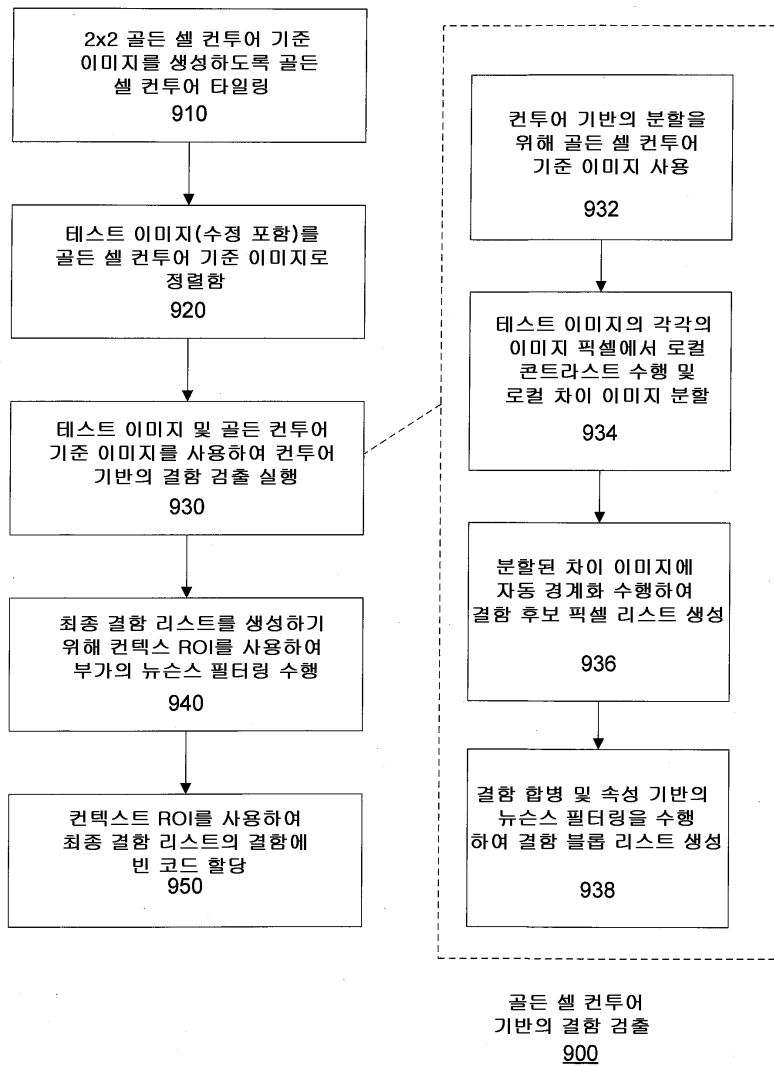 2x2 골든 셀 컨투어 기준
이미지를 생성하도록 골든
셀 컨투어 타일링
910
테스트 이미지(수정 포함)를
골든 셀 컨투어 기준 이미지로
정렬함
920
테스트 이미지 및 골든 컨투어
기준 이미지를 사용하여 컨투어
기반의 결함 검출 실행
930
최종 결함 리스트를 생성하기
위해 컨텍스 ROI를 사용하여
부가의 뉴슨스 필터링 수행
940
컨텍스트 ROI를 사용하여
최종 결함 리스트의 결함에
빈 코드 할당
950
컨투어 기반의 분할을
위해 골든 셀 컨투어
기준 이미지 사용
932
테스트 이미지의 각각의
이미지 픽셀에서 로컬
콘트라스트 수행 및
로컬 차이 이미지 분할
934
분할된 차이 이미지에
자동 경계화 수행하여
결함 후보 픽셀 리스트 생성
936
결함 합병 및 속성 기반의
뉴슨스 필터링을 수행
하여 결함 블롭 리스트 생성
938
골든 셀 컨투어
기반의 결함 검출
900